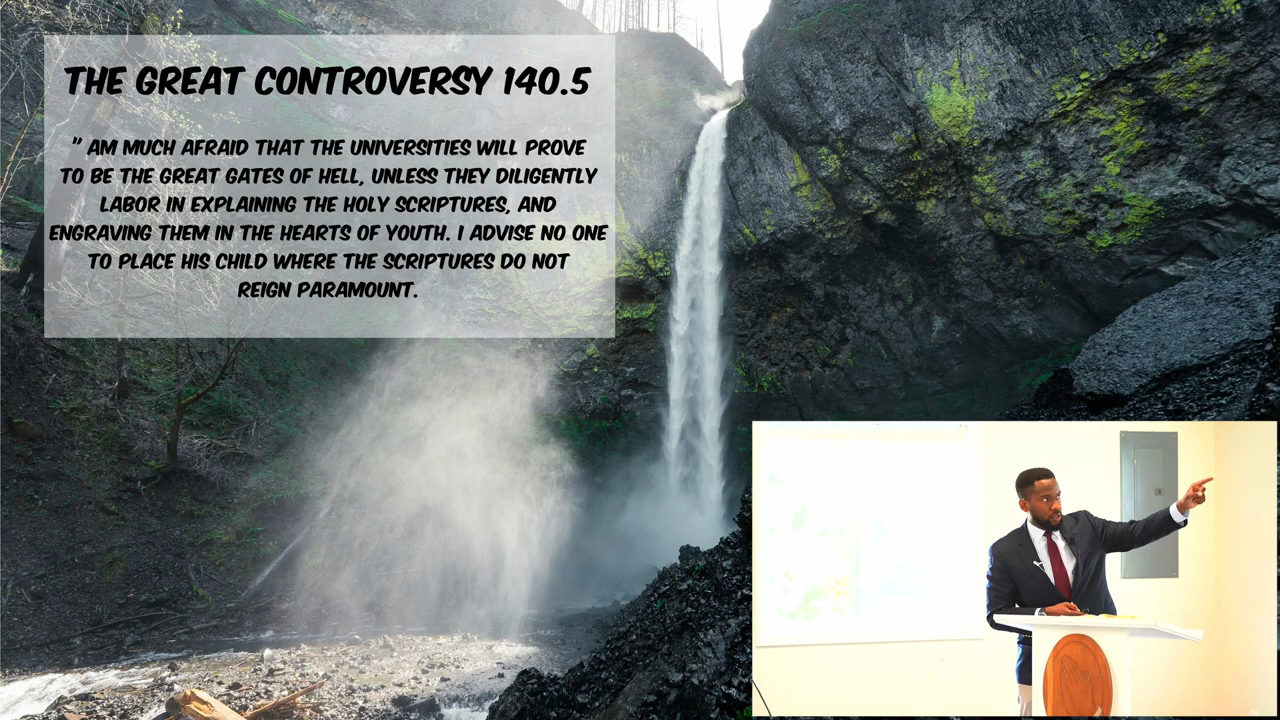 THE GREAT CONTROVERSY 140.5
" AM MUCH AFRAID THAT THE UNIVERSITIES WILL PROVE
TO BE THE GREAT GATES OF HELL, UNLESS THEY DILIGENTLY
LABOR IN EXPLAINING THE HOLY SCRIPTURES, AND
ENGRAVING THEM IN THE HEARTS OF YOUTH. I ADVISE NO ONE
TO PLACE HIS CHILD WHERE THE SCRIPTURES DO NOT
REIGN PARAMOUNT.